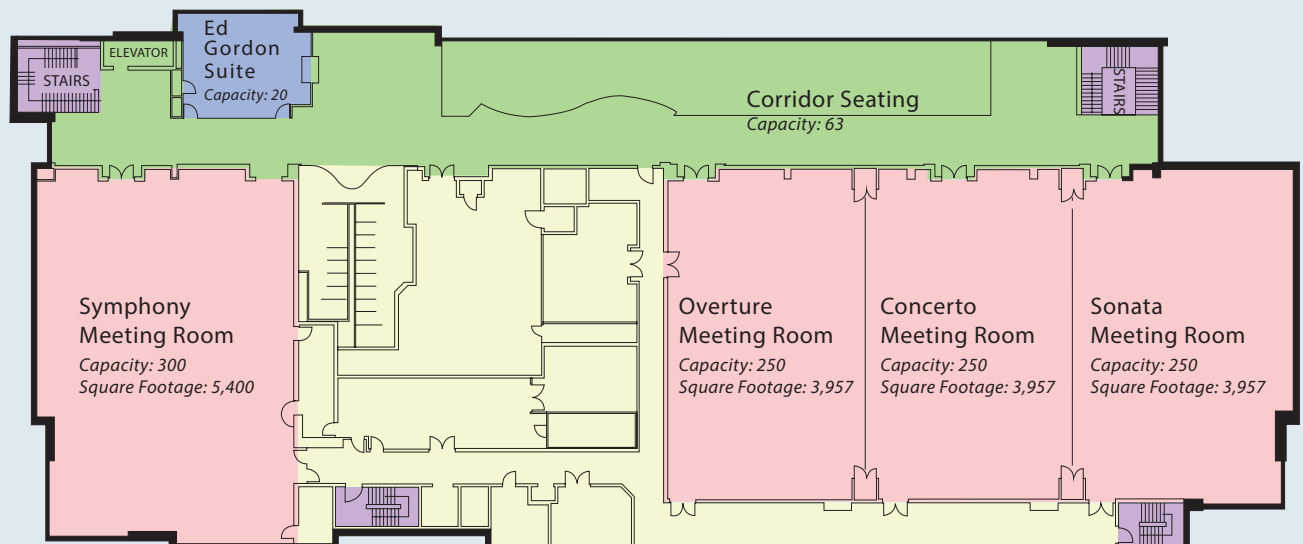 Ed
Gordon
Suite
Capacity: 20
ELEVATOR
STAIRS
Corridor Seating
Capacity: 63
STAIRS
Symphony
Meeting Room
Capacity: 300
Square Footage: 5,400
Overture
Meeting Room
Capacity: 250
Square Footage: 3,957
Concerto
Meeting Room
Capacity: 250
Square Footage: 3,957
Sonata
Meeting Room
Capacity: 250
Square Footage: 3,957